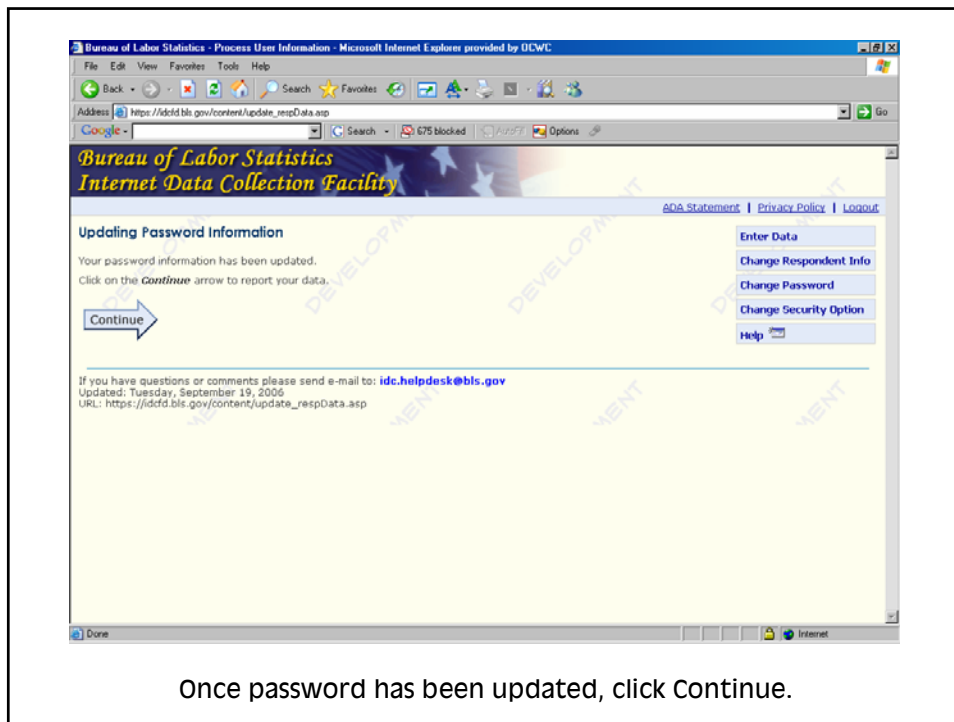 Bureau of Labor Statistics - Process User Information - Microsoft Internet Explorer provided by OCWC
File Edit View Favorites Tools Help
Back Search Favorites
Address https://idcfd.bls.gov/content/update_respData.asp Go
Google - Search 675 blocked AutoFill Options
Bureau of Labor Statistics
Internet Data Collection Facility
ADA Statement | Privacy Policy | Logout
Updating Password Information
Your password information has been updated.
Click on the Continue arrow to report your data.
Continue
Enter Data
Change Respondent Info
Change Password
Change Security Option
Help
DEVELOPMENT
If you have questions or comments please send e-mail to: idc.helpdesk@bls.gov
Updated: Tuesday, September 19, 2006
URL: https://idcfd.bls.gov/content/update_respData.asp
Done Internet
Once password has been updated, click Continue.